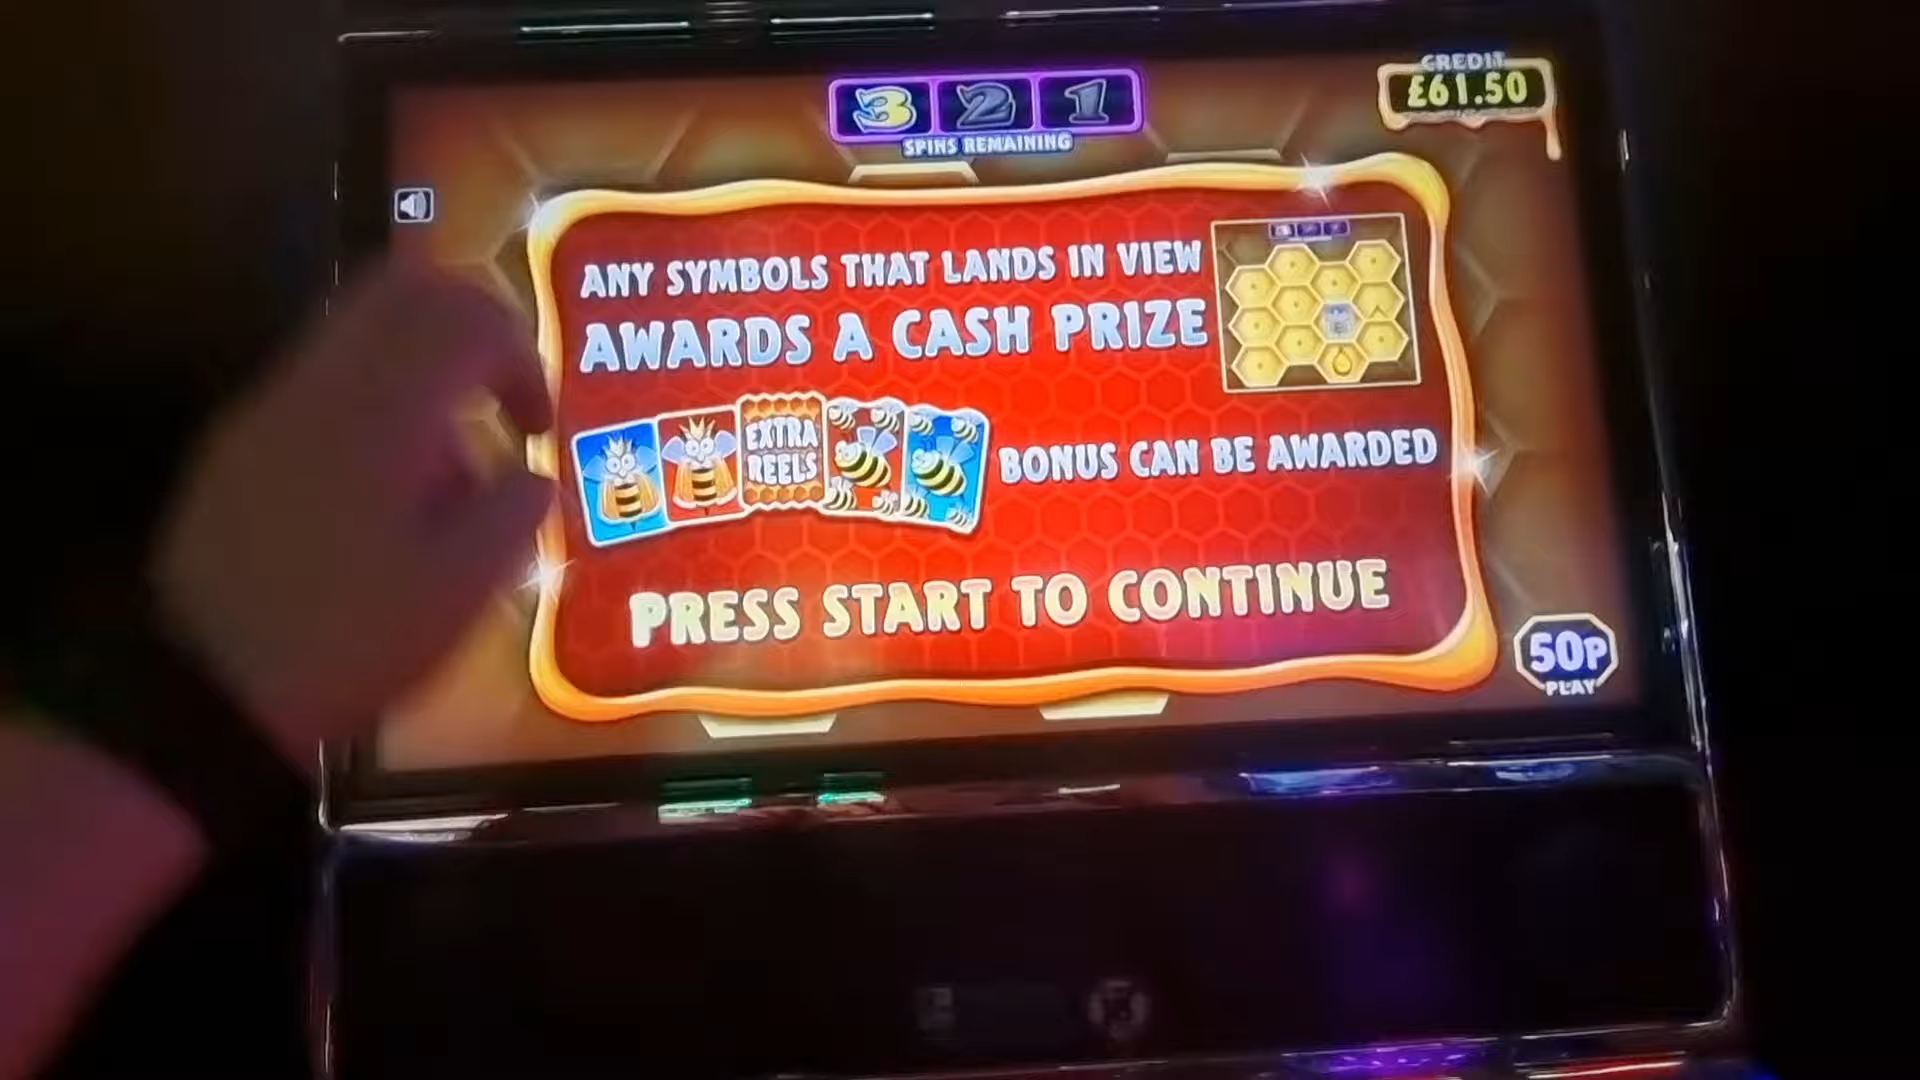 CREDIT
£61.50
3 2 1
SPINS REMAINING
ANY SYMBOLS THAT LANDS IN VIEW
AWARDS A CASH PRIZE
EXTRA
REELS
BONUS CAN BE AWARDED
PRESS START TO CONTINUE
50P
PLAY